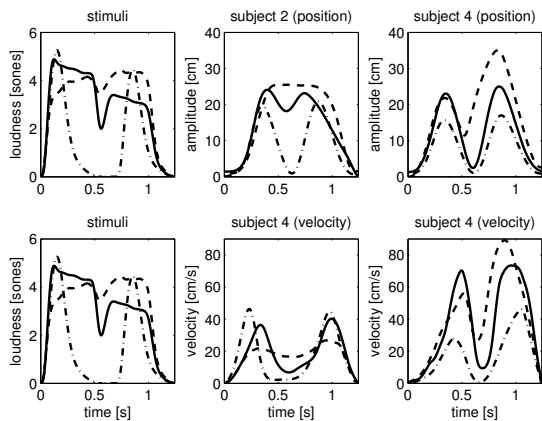 stimuli
subject 2 (position)
subject 4 (position)
loudness [sones]
6
4
2
0
0 0.5 1
amplitude [cm]
40
30
20
10
0
0 0.5 1
amplitude [cm]
40
30
20
10
0
0 0.5 1
stimuli
subject 4 (velocity)
subject 4 (velocity)
loudness [sones]
6
4
2
0
0 0.5 1
time [s]
velocity [cm/s]
80
60
40
20
0
0 0.5 1
time [s]
velocity [cm/s]
80
60
40
20
0
0 0.5 1
time [s]